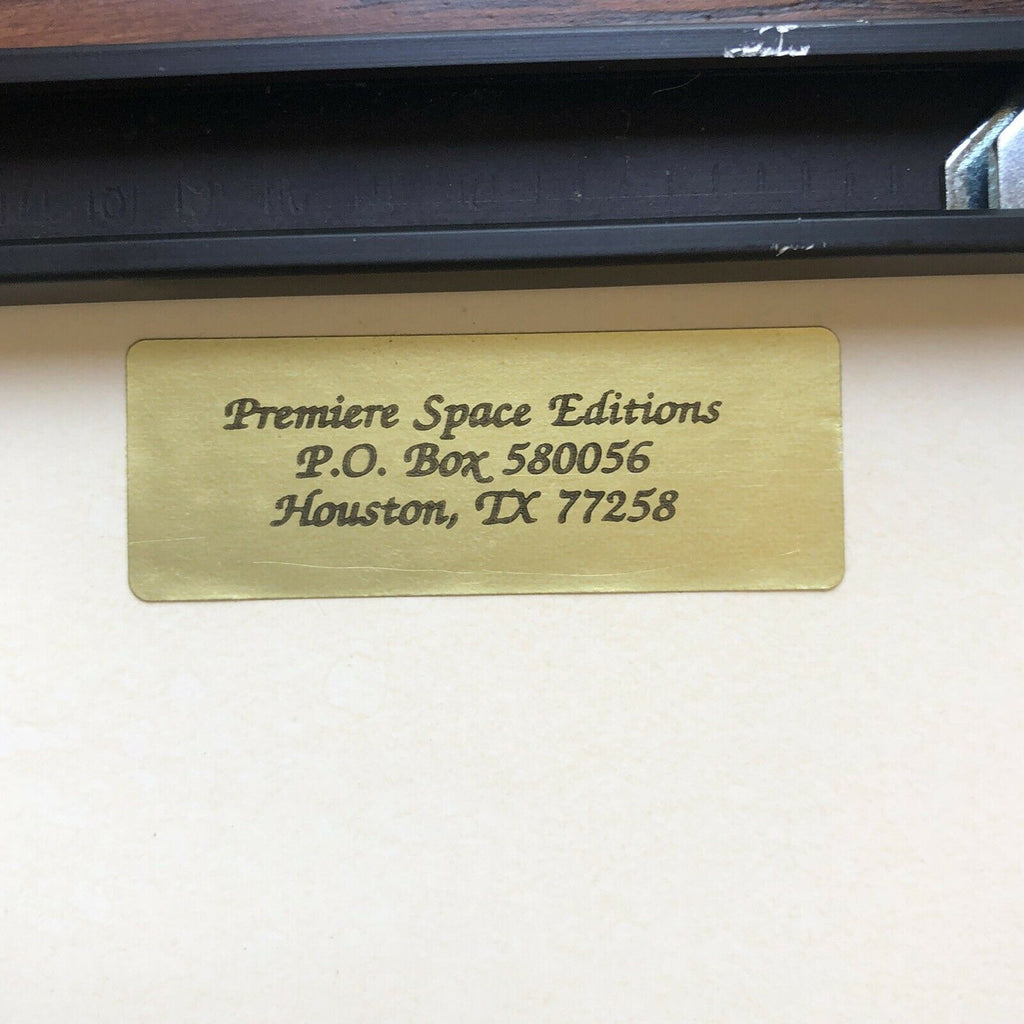 Premiere Space Editions
P.O. Box 580056
Houston, TX 77258